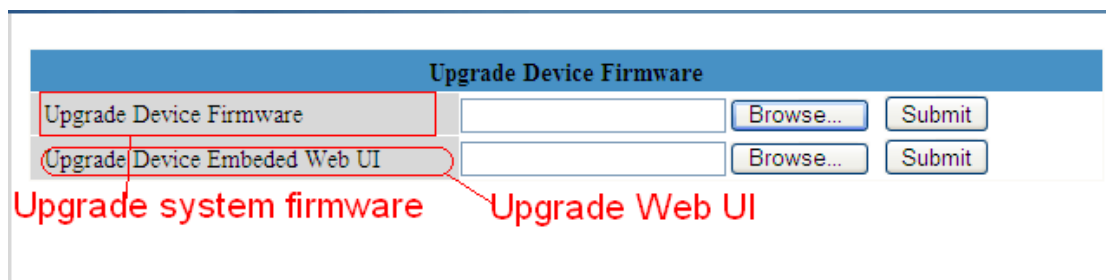 Upgrade Device Firmware
Upgrade Device Firmware Browse... Submit
Upgrade Device Embeded Web UI Browse... Submit
Upgrade system firmware Upgrade Web UI